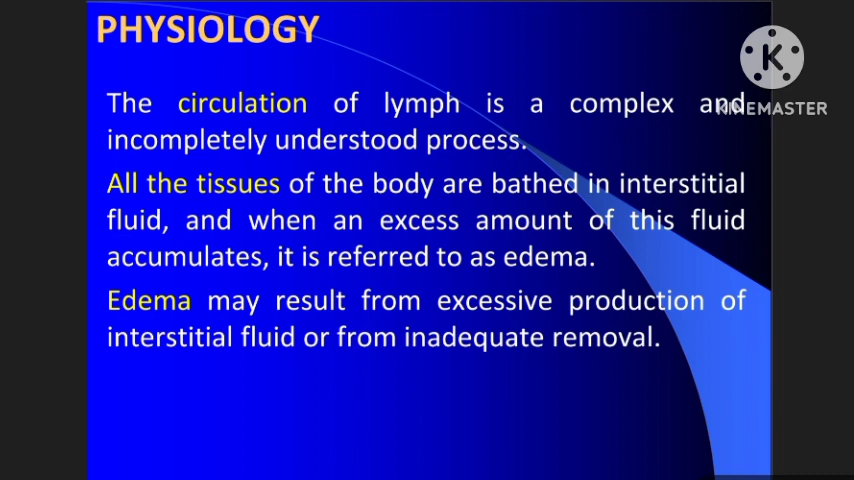 PHYSIOLOGY
K
KINEMASTER
The circulation of lymph is a complex and
incompletely understood process.
All the tissues of the body are bathed in interstitial
fluid, and when an excess amount of this fluid
accumulates, it is referred to as edema.
Edema may result from excessive production of
interstitial fluid or from inadequate removal.